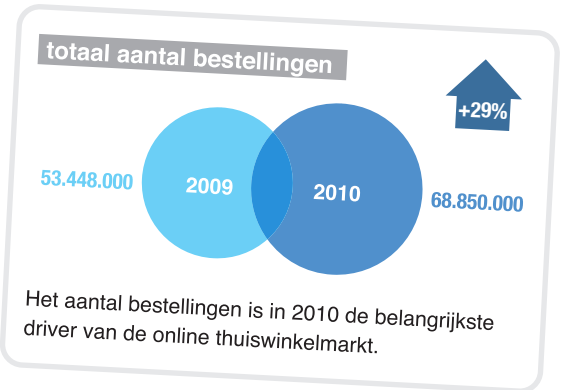 totaal aantal bestellingen
+29%
53.448.000
2009
2010
68.850.000
Het aantal bestellingen is in 2010 de belangrijkste
driver van de online thuiswinkelmarkt.